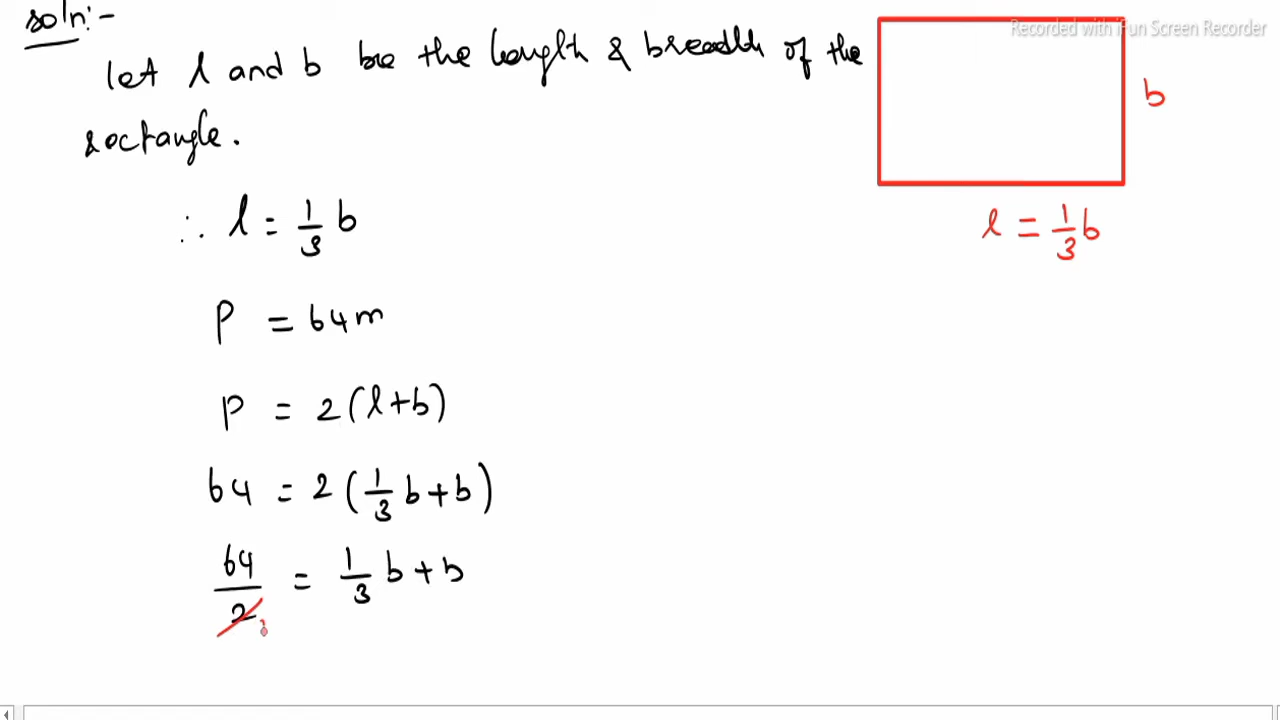 Soln:-
Recorded with iFun Screen Recorder
let l and b be the length & breadth of the
rectangle.
b
∴ l = 1/3 b
l = 1/3 b
P = 64m
P = 2(l+b)
64 = 2(1/3 b+b)
64/2 = 1/3 b+b